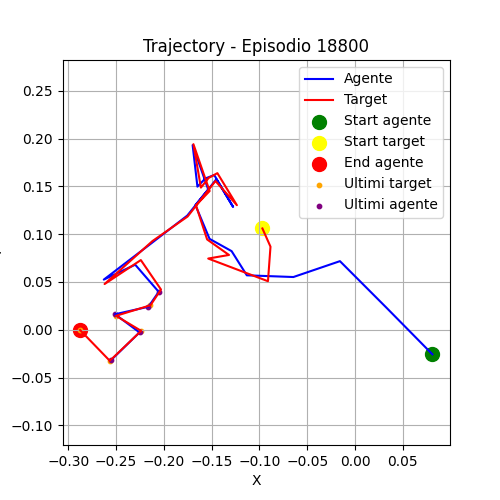 Trajectory - Episodio 18800
Agente
Target
Start agente
Start target
End agente
Ultimi target
Ultimi agente
0.25
0.20
0.15
0.10
0.05
0.00
−0.05
−0.10
−0.30 −0.25 −0.20 −0.15 −0.10 −0.05 0.00 0.05
X